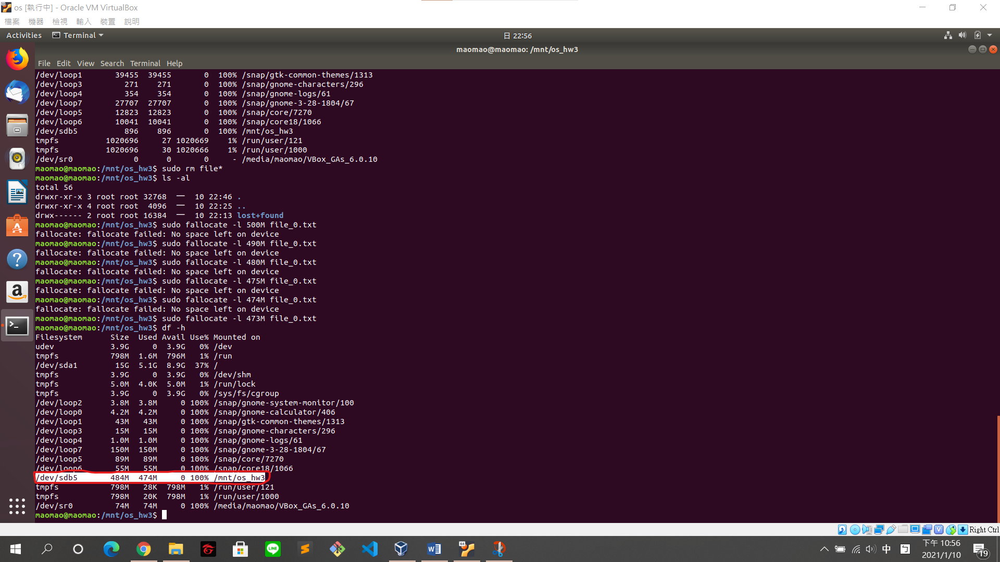 os [執行中] - Oracle VM VirtualBox
檔案 機器 檢視 輸入 裝置 說明
Activities Terminal 日 22:56
maomao@maomao: /mnt/os_hw3
File Edit View Search Terminal Help
/dev/loop1 39455 39455 0 100% /snap/gtk-common-themes/1313
/dev/loop3 271 271 0 100% /snap/gnome-characters/296
/dev/loop4 354 354 0 100% /snap/gnome-logs/61
/dev/loop7 27707 27707 0 100% /snap/gnome-3-28-1804/67
/dev/loop5 12823 12823 0 100% /snap/core/7270
/dev/loop6 10041 10041 0 100% /snap/core18/1066
/dev/sdb5 896 896 0 100% /mnt/os_hw3
tmpfs 1020696 27 1020669 1% /run/user/121
tmpfs 1020696 30 1020666 1% /run/user/1000
/dev/sr0 0 0 0 - /media/maomao/VBox_GAs_6.0.10
maomao@maomao:/mnt/os_hw3$ sudo rm file*
maomao@maomao:/mnt/os_hw3$ ls -al
total 56
drwxr-xr-x 3 root root 32768 一 10 22:46 .
drwxr-xr-x 4 root root 4096 一 10 22:25 ..
drwx------ 2 root root 16384 一 10 22:13 lost+found
maomao@maomao:/mnt/os_hw3$ sudo fallocate -l 500M file_0.txt
fallocate: fallocate failed: No space left on device
maomao@maomao:/mnt/os_hw3$ sudo fallocate -l 490M file_0.txt
fallocate: fallocate failed: No space left on device
maomao@maomao:/mnt/os_hw3$ sudo fallocate -l 480M file_0.txt
fallocate: fallocate failed: No space left on device
maomao@maomao:/mnt/os_hw3$ sudo fallocate -l 475M file_0.txt
fallocate: fallocate failed: No space left on device
maomao@maomao:/mnt/os_hw3$ sudo fallocate -l 474M file_0.txt
fallocate: fallocate failed: No space left on device
maomao@maomao:/mnt/os_hw3$ sudo fallocate -l 473M file_0.txt
maomao@maomao:/mnt/os_hw3$ df -h
Filesystem Size Used Avail Use% Mounted on
udev 3.9G 0 3.9G 0% /dev
tmpfs 798M 1.6M 796M 1% /run
/dev/sda1 15G 5.1G 8.9G 37% /
tmpfs 3.9G 0 3.9G 0% /dev/shm
tmpfs 5.0M 4.0K 5.0M 1% /run/lock
tmpfs 3.9G 0 3.9G 0% /sys/fs/cgroup
/dev/loop2 3.8M 3.8M 0 100% /snap/gnome-system-monitor/100
/dev/loop0 4.2M 4.2M 0 100% /snap/gnome-calculator/406
/dev/loop1 43M 43M 0 100% /snap/gtk-common-themes/1313
/dev/loop3 15M 15M 0 100% /snap/gnome-characters/296
/dev/loop4 1.0M 1.0M 0 100% /snap/gnome-logs/61
/dev/loop7 150M 150M 0 100% /snap/gnome-3-28-1804/67
/dev/loop5 89M 89M 0 100% /snap/core/7270
/dev/loop6 55M 55M 0 100% /snap/core18/1066
/dev/sdb5 484M 474M 0 100% /mnt/os_hw3
tmpfs 798M 28K 798M 1% /run/user/121
tmpfs 798M 20K 798M 1% /run/user/1000
/dev/sr0 74M 74M 0 100% /media/maomao/VBox_GAs_6.0.10
maomao@maomao:/mnt/os_hw3$
Right Ctrl
LINE
中 ㄅ 下午 10:56
2021/1/10
19